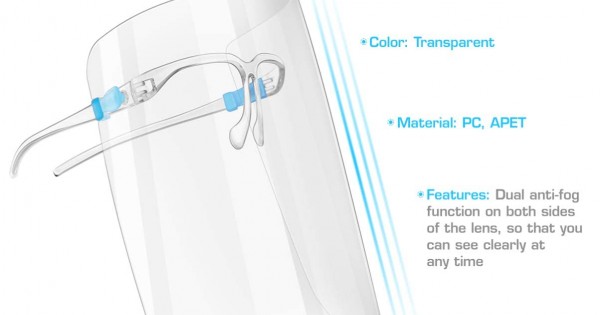 Color: Transparent
Material: PC, APET
Features: Dual anti-fog
function on both sides
of the lens, so that you
can see clearly at
any time